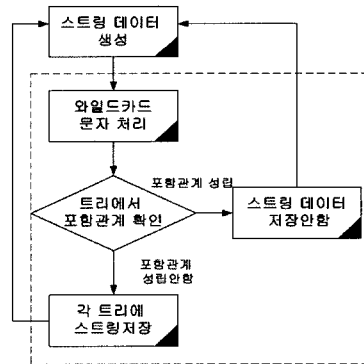 스트링 데이터
생성
와일드카드
문자 처리
트리에서
포함관계 확인
포함관계 성립
스트링 데이터
저장안함
포함관계
성립안함
각 트리에
스트링저장